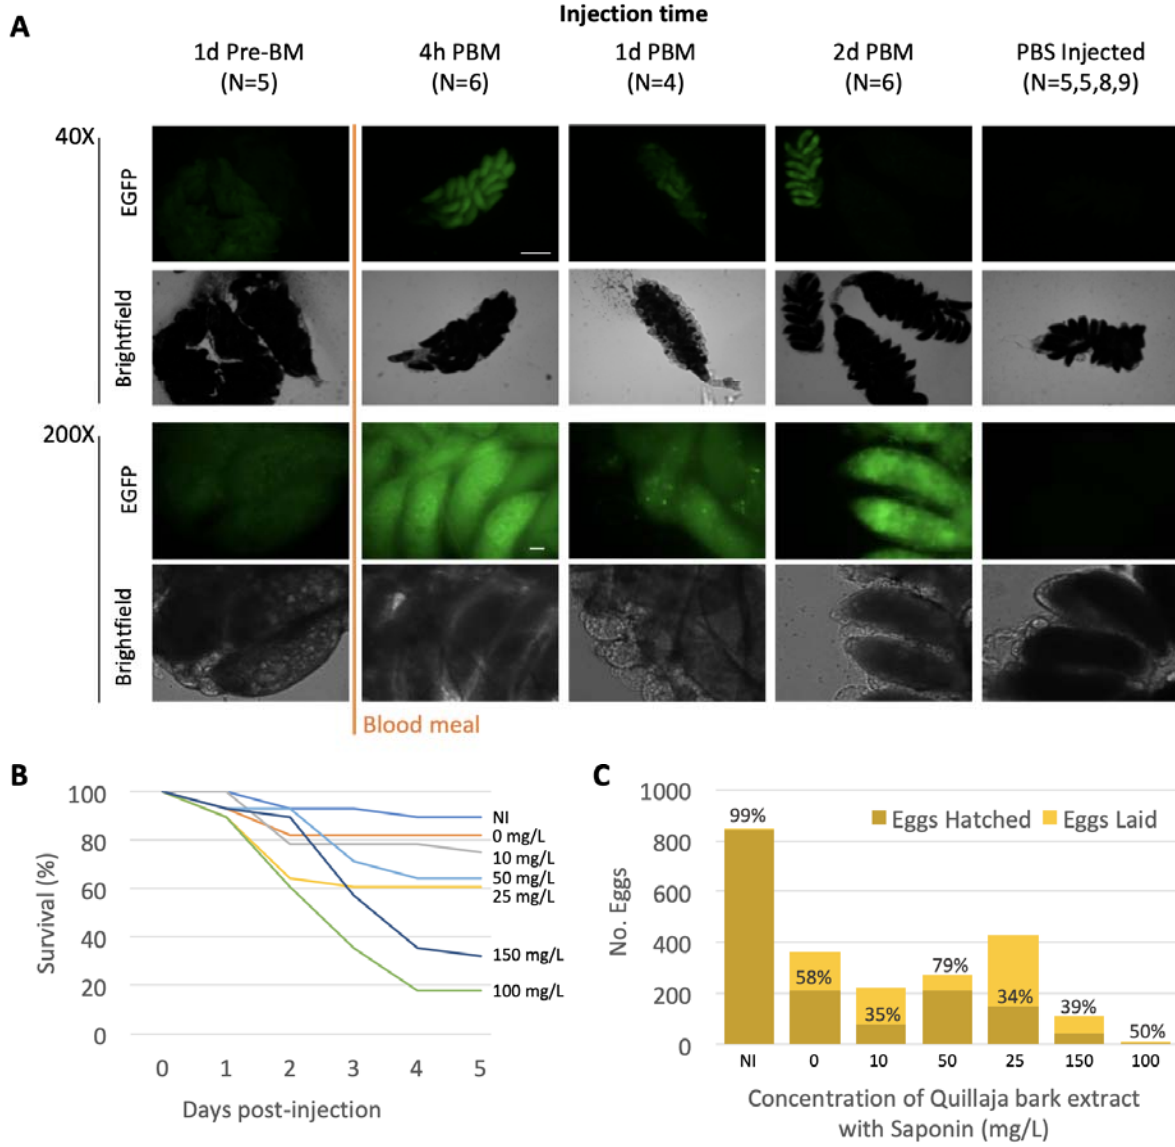 A
Injection time
1d Pre-BM
(N=5)
4h PBM
(N=6)
1d PBM
(N=4)
2d PBM
(N=6)
PBS Injected
(N=5,5,8,9)
40X
EGFP
Brightfield
200X
EGFP
Brightfield
Blood meal
B
100
80
60
40
20
0
Survival (%)
0 1 2 3 4 5
Days post-injection
NI
0 mg/L
10 mg/L
50 mg/L
25 mg/L
150 mg/L
100 mg/L
C
1000
800
600
400
200
0
No. Eggs
Eggs Hatched
Eggs Laid
99%
58%
35%
79%
34%
39%
50%
NI 0 10 50 25 150 100
Concentration of Quillaja bark extract
with Saponin (mg/L)